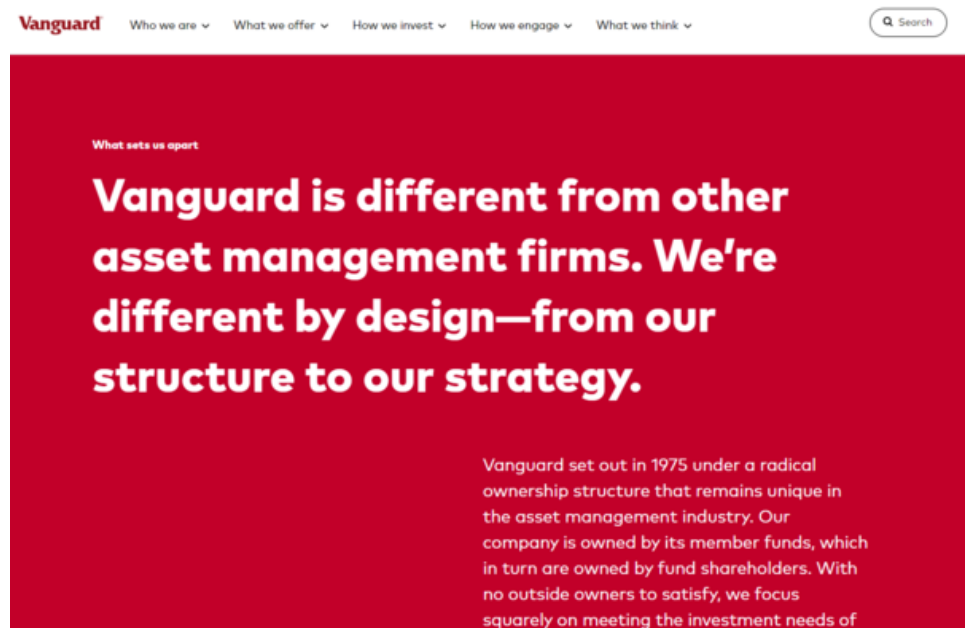 Vanguard Who we are What we offer How we invest How we engage What we think Search
What sets us apart
Vanguard is different from other
asset management firms. We're
different by design—from our
structure to our strategy.
Vanguard set out in 1975 under a radical
ownership structure that remains unique in
the asset management industry. Our
company is owned by its member funds, which
in turn are owned by fund shareholders. With
no outside owners to satisfy, we focus
squarely on meeting the investment needs of